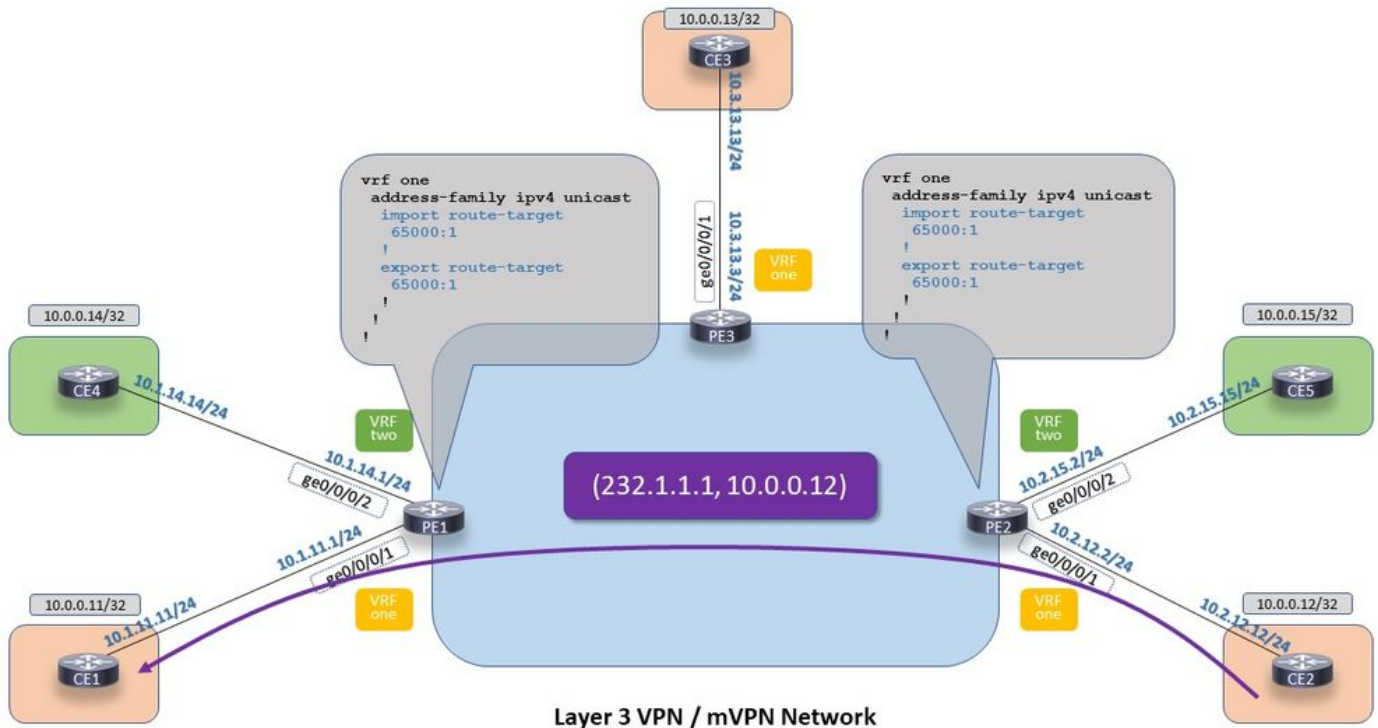 10.0.0.13/32
CE3
10.3.13.13/24
vrf one
address-family ipv4 unicast
import route-target
65000:1
!
export route-target
65000:1
!
!
!
ge0/0/0/1
10.3.13.3/24
VRF
one
PE3
vrf one
address-family ipv4 unicast
import route-target
65000:1
!
export route-target
65000:1
!
!
!
10.0.0.14/32
CE4
10.1.14.14/24
VRF
two
10.1.14.1/24
ge0/0/0/2
PE1
10.1.11.1/24
ge0/0/0/1
VRF
one
10.0.0.11/32
10.1.11.11/24
CE1
(232.1.1.1, 10.0.0.12)
10.0.0.15/32
CE5
10.2.15.15/24
VRF
two
10.2.15.2/24
ge0/0/0/2
PE2
10.2.12.2/24
ge0/0/0/1
VRF
one
10.0.0.12/32
10.2.12.12/24
CE2
Layer 3 VPN / mVPN Network